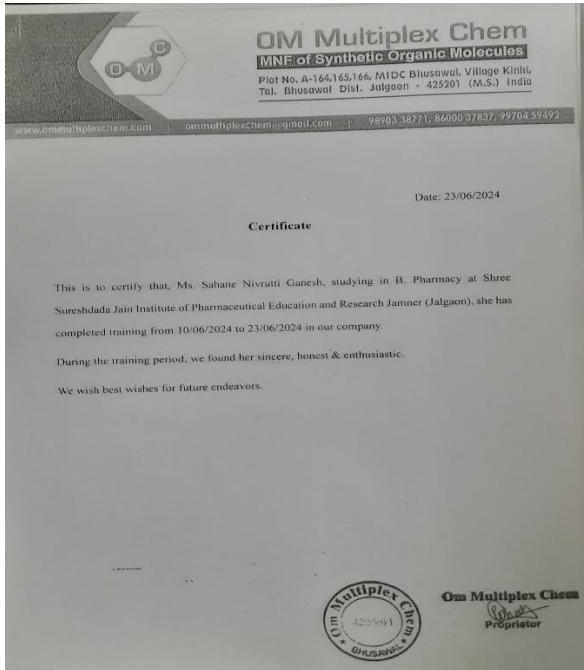 O M C
OM Multiplex Chem
MNF of Synthetic Organic Molecules
Plot No. A-164,165,166, MIDC Bhusawal, Village Kinhi,
Tal. Bhusawal Dist. Jalgaon - 425201 (M.S.) India
www.ommultiplexchem.com | ommultiplexchem@gmail.com | 98903 38771, 86000 37837, 99704 59492
Date: 23/06/2024
Certificate
This is to certify that, Ms. Sahane Nivrutti Ganesh, studying in B. Pharmacy at Shree
Sureshdada Jain Institute of Pharmaceutical Education and Research Jamner (Jalgaon), she has
completed training from 10/06/2024 to 23/06/2024 in our company.
During the training period, we found her sincere, honest & enthusiastic.
We wish best wishes for future endeavors.
Om Multiplex Chem
425201
BHUSAWAL
Om Multiplex Chem
Proprietor